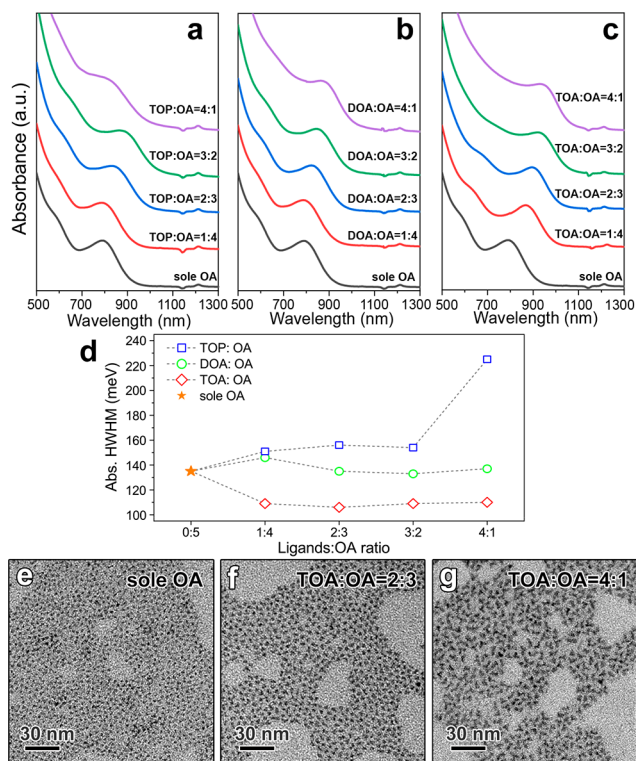 a
b
c
Absorbance (a.u.)
TOP:OA=4:1
TOP:OA=3:2
TOP:OA=2:3
TOP:OA=1:4
sole OA
DOA:OA=4:1
DOA:OA=3:2
DOA:OA=2:3
DOA:OA=1:4
sole OA
TOA:OA=4:1
TOA:OA=3:2
TOA:OA=2:3
TOA:OA=1:4
sole OA
500 700 900 1100 1300
500 700 900 1100 1300
500 700 900 1100 1300
Wavelength (nm)
Wavelength (nm)
Wavelength (nm)
d
Abs. HWHM (meV)
240
220
200
180
160
140
120
100
TOP: OA
DOA: OA
TOA: OA
sole OA
0:5 1:4 2:3 3:2 4:1
Ligands:OA ratio
e
sole OA
30 nm
f
TOA:OA=2:3
30 nm
g
TOA:OA=4:1
30 nm